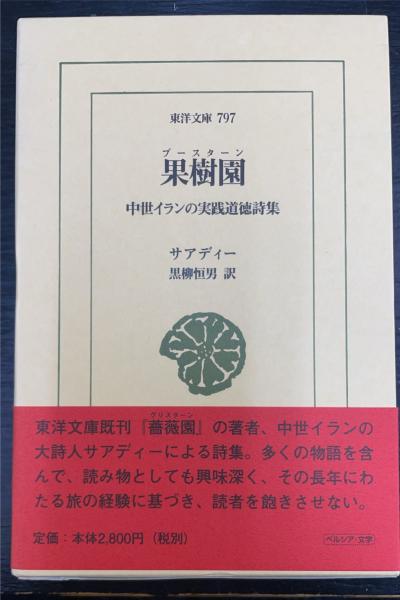 東洋文庫 797
ブースターン
果樹園
中世イランの実践道徳詩集
サアディー
黒柳恒男 訳
グリスターン
東洋文庫既刊『薔薇園』の著者、中世イランの
大詩人サアディーによる詩集。多くの物語を含
んで、読み物としても興味深く、その長年にわ
たる旅の経験に基づき、読者を飽きさせない。
定価：本体2,800円（税別）
ペルシア・文学